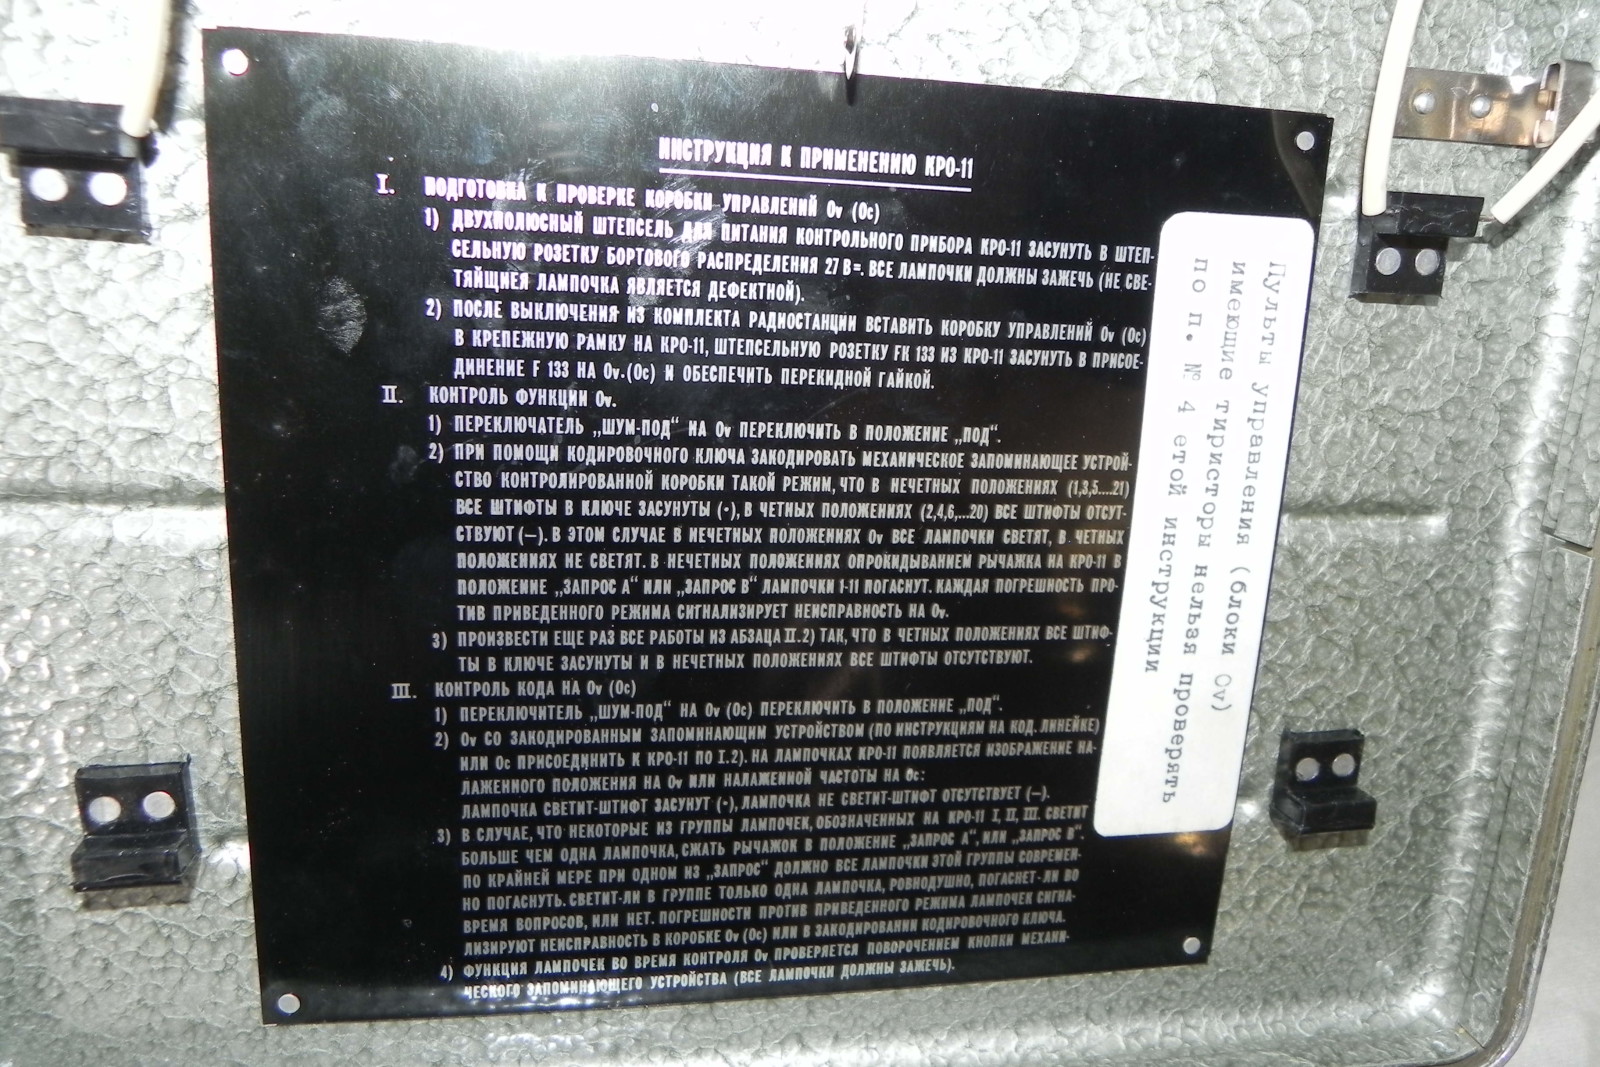 ИНСТРУКЦИЯ К ПРИМЕНЕНИЮ КРО-11
I. ПОДГОТОВКА К ПРОВЕРКЕ КОРОБКИ УПРАВЛЕНИЙ Ov (Oc)
1) ДВУХПОЛЮСНЫЙ ШТЕПСЕЛЬ ДЛЯ ПИТАНИЯ КОНТРОЛЬНОГО ПРИБОРА КРО-11 ЗАСУНУТЬ В ШТЕП-
СЕЛЬНУЮ РОЗЕТКУ БОРТОВОГО РАСПРЕДЕЛЕНИЯ 27 В=. ВСЕ ЛАМПОЧКИ ДОЛЖНЫ ЗАЖЕЧЬ (НЕ СВЕ-
ТЯЙЩИЕЯ ЛАМПОЧКА ЯВЛЯЕТСЯ ДЕФЕКТНОЙ).
2) ПОСЛЕ ВЫКЛЮЧЕНИЯ ИЗ КОМПЛЕКТА РАДИОСТАНЦИИ ВСТАВИТЬ КОРОБКУ УПРАВЛЕНИЙ Ov (Oc)
В КРЕПЕЖНУЮ РАМКУ НА КРО-11, ШТЕПСЕЛЬНУЮ РОЗЕТКУ FK 133 ИЗ КРО-11 ЗАСУНУТЬ В ПРИСОЕ-
ДИНЕНИЕ F 133 НА Ov.(Oc) И ОБЕСПЕЧИТЬ ПЕРЕКИДНОЙ ГАЙКОЙ.
II. КОНТРОЛЬ ФУНКЦИИ Ov.
1) ПЕРЕКЛЮЧАТЕЛЬ „ШУМ-ПОД“ НА Ov ПЕРЕКЛЮЧИТЬ В ПОЛОЖЕНИЕ „ПОД“.
2) ПРИ ПОМОЩИ КОДИРОВОЧНОГО КЛЮЧА ЗАКОДИРОВАТЬ МЕХАНИЧЕСКОЕ ЗАПОМИНАЮЩЕЕ УСТРОЙ-
СТВО КОНТРОЛИРОВАННОЙ КОРОБКИ ТАКОЙ РЕЖИМ, ЧТО В НЕЧЕТНЫХ ПОЛОЖЕНИЯХ (1,3,5....21)
ВСЕ ШТИФТЫ В КЛЮЧЕ ЗАСУНУТЫ (•), В ЧЕТНЫХ ПОЛОЖЕНИЯХ (2,4,6,...20) ВСЕ ШТИФТЫ ОТСУТ-
СТВУЮТ (—). В ЭТОМ СЛУЧАЕ В НЕЧЕТНЫХ ПОЛОЖЕНИЯХ Ov ВСЕ ЛАМПОЧКИ СВЕТЯТ, В ЧЕТНЫХ
ПОЛОЖЕНИЯХ НЕ СВЕТЯТ. В НЕЧЕТНЫХ ПОЛОЖЕНИЯХ ОПРОКИДЫВАНИЕМ РЫЧАЖКА НА КРО-11 В
ПОЛОЖЕНИЕ „ЗАПРОС А“ ИЛИ „ЗАПРОС В“ ЛАМПОЧКИ 1-11 ПОГАСНУТ. КАЖДАЯ ПОГРЕШНОСТЬ ПРО-
ТИВ ПРИВЕДЕННОГО РЕЖИМА СИГНАЛИЗИРУЕТ НЕИСПРАВНОСТЬ НА Ov.
3) ПРОИЗВЕСТИ ЕЩЕ РАЗ ВСЕ РАБОТЫ ИЗ АБЗАЦА II.2) ТАК, ЧТО В ЧЕТНЫХ ПОЛОЖЕНИЯХ ВСЕ ШТИФ-
ТЫ В КЛЮЧЕ ЗАСУНУТЫ И В НЕЧЕТНЫХ ПОЛОЖЕНИЯХ ВСЕ ШТИФТЫ ОТСУТСТВУЮТ.
III. КОНТРОЛЬ КОДА НА Ov (Oc)
1) ПЕРЕКЛЮЧИТЕЛЬ „ШУМ-ПОД“ НА Ov (Oc) ПЕРЕКЛЮЧИТЬ В ПОЛОЖЕНИЕ „ПОД“.
2) Ov СО ЗАКОДИРОВАННЫМ ЗАПОМИНАЮЩИМ УСТРОЙСТВОМ (ПО ИНСТРУКЦИЯМ НА КОД. ЛИНЕЙКЕ)
ИЛИ Oc ПРИСОЕДИНИТЬ К КРО-11 ПО I.2). НА ЛАМПОЧКАХ КРО-11 ПОЯВЛЯЕТСЯ ИЗОБРАЖЕНИЕ НА-
ЛАЖЕННОГО ПОЛОЖЕНИЯ НА Ov ИЛИ НАЛАЖЕННОЙ ЧАСТОТЫ НА Oc:
ЛАМПОЧКА СВЕТИТ-ШТИФТ ЗАСУНУТ (•), ЛАМПОЧКА НЕ СВЕТИТ-ШТИФТ ОТСУТСТВУЕТ (—).
3) В СЛУЧАЕ, ЧТО НЕКОТОРЫЕ ИЗ ГРУППЫ ЛАМПОЧЕК, ОБОЗНАЧЕННЫХ НА КРО-11 I, II, III. СВЕТИТ
БОЛЬШЕ ЧЕМ ОДНА ЛАМПОЧКА, СЖАТЬ РЫЧАЖОК В ПОЛОЖЕНИЕ „ЗАПРОС А“, ИЛИ „ЗАПРОС В“.
ПО КРАЙНЕЙ МЕРЕ ПРИ ОДНОМ ИЗ „ЗАПРОС“ ДОЛЖНО ВСЕ ЛАМПОЧКИ ЭТОЙ ГРУППЫ СОВРЕМЕН-
НО ПОГАСНУТЬ. СВЕТИТ-ЛИ В ГРУППЕ ТОЛЬКО ОДНА ЛАМПОЧКА, РОВНОДУШНО, ПОГАСНЕТ-ЛИ ВО
ВРЕМЯ ВОПРОСОВ, ИЛИ НЕТ. ПОГРЕШНОСТИ ПРОТИВ ПРИВЕДЕННОГО РЕЖИМА ЛАМПОЧЕК СИГНА-
ЛИЗИРУЮТ НЕИСПРАВНОСТЬ В КОРОБКЕ Ov (Oc) ИЛИ В ЗАКОДИРОВАНИИ КОДИРОВОЧНОГО КЛЮЧА.
4) ФУНКЦИЯ ЛАМПОЧЕК ВО ВРЕМЯ КОНТРОЛЯ Ov ПРОВЕРЯЕТСЯ ПОВОРОЧЕНИЕМ КНОПКИ МЕХАНИ-
ЧЕСКОГО ЗАПОМИНАЮЩЕГО УСТРОЙСТВА (ВСЕ ЛАМПОЧКИ ДОЛЖНЫ ЗАЖЕЧЬ).
Пульты управления (блоки Ov)
имеющие тиристоры нельзя проверять
по п. № 4 етой инструкции